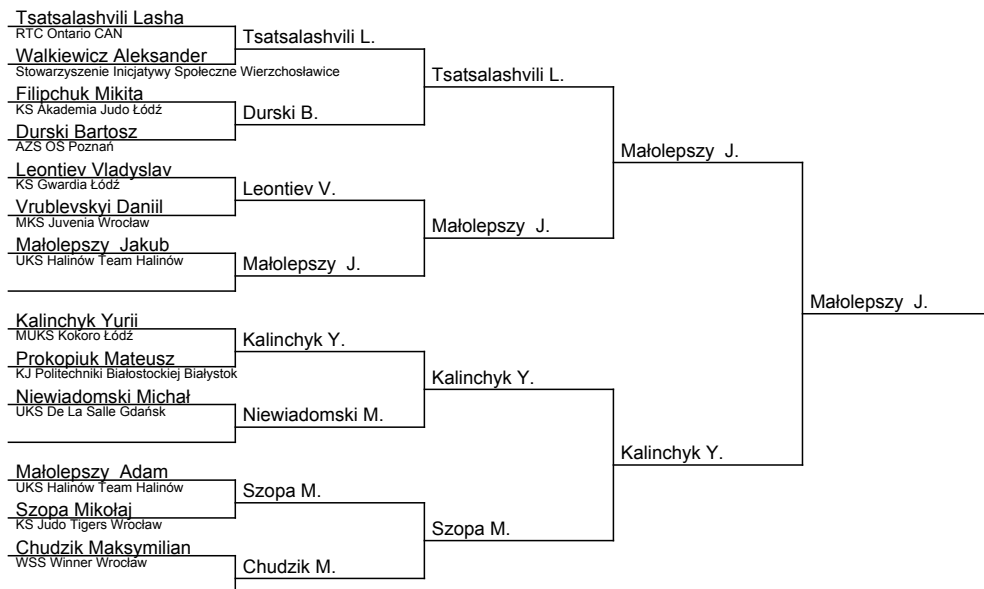 Tsatsalashvili Lasha
RTC Ontario CAN
Walkiewicz Aleksander
Stowarzyszenie Inicjatywy Społeczne Wierzchosławice
Filipchuk Mikita
KS Akademia Judo Łódź
Durski Bartosz
AZS OŚ Poznań
Leontiev Vladyslav
KS Gwardia Łódź
Vrublevskyi Daniil
MKS Juvenia Wrocław
Małolepszy Jakub
UKS Halinów Team Halinów
Kalinchyk Yurii
MUKS Kokoro Łódź
Prokopiuk Mateusz
KJ Politechniki Białostockiej Białystok
Niewiadomski Michał
UKS De La Salle Gdańsk
Małolepszy Adam
UKS Halinów Team Halinów
Szopa Mikołaj
KS Judo Tigers Wrocław
Chudzik Maksymilian
WSS Winner Wrocław
Tsatsalashvili L.
Durski B.
Leontiev V.
Małolepszy J.
Kalinchyk Y.
Niewiadomski M.
Szopa M.
Chudzik M.
Tsatsalashvili L.
Małolepszy J.
Kalinchyk Y.
Szopa M.
Małolepszy J.
Kalinchyk Y.
Małolepszy J.